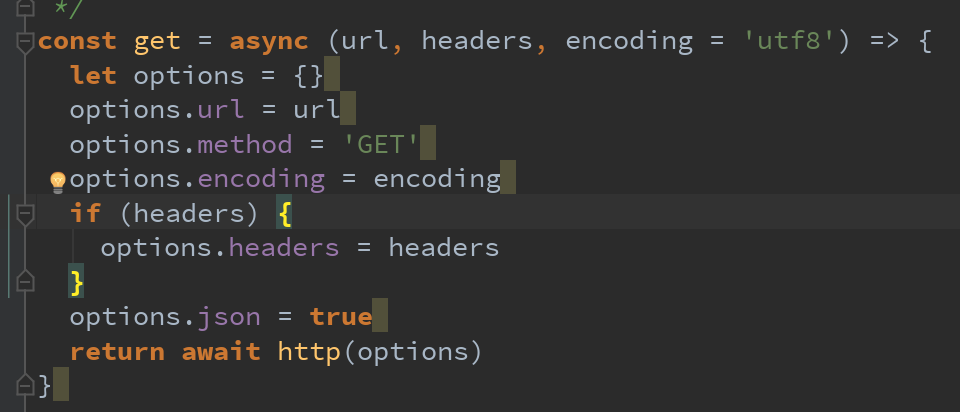 */
const get = async (url, headers, encoding = 'utf8') => {
  let options = {}
  options.url = url
  options.method = 'GET'
  options.encoding = encoding
  if (headers) {
    options.headers = headers
  }
  options.json = true
  return await http(options)
}